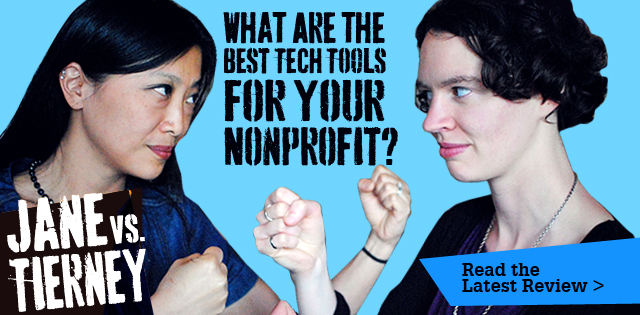 WHAT ARE THE
BEST TECH TOOLS
FOR YOUR
NONPROFIT?
JANE VS.
TIERNEY
Read the
Latest Review >